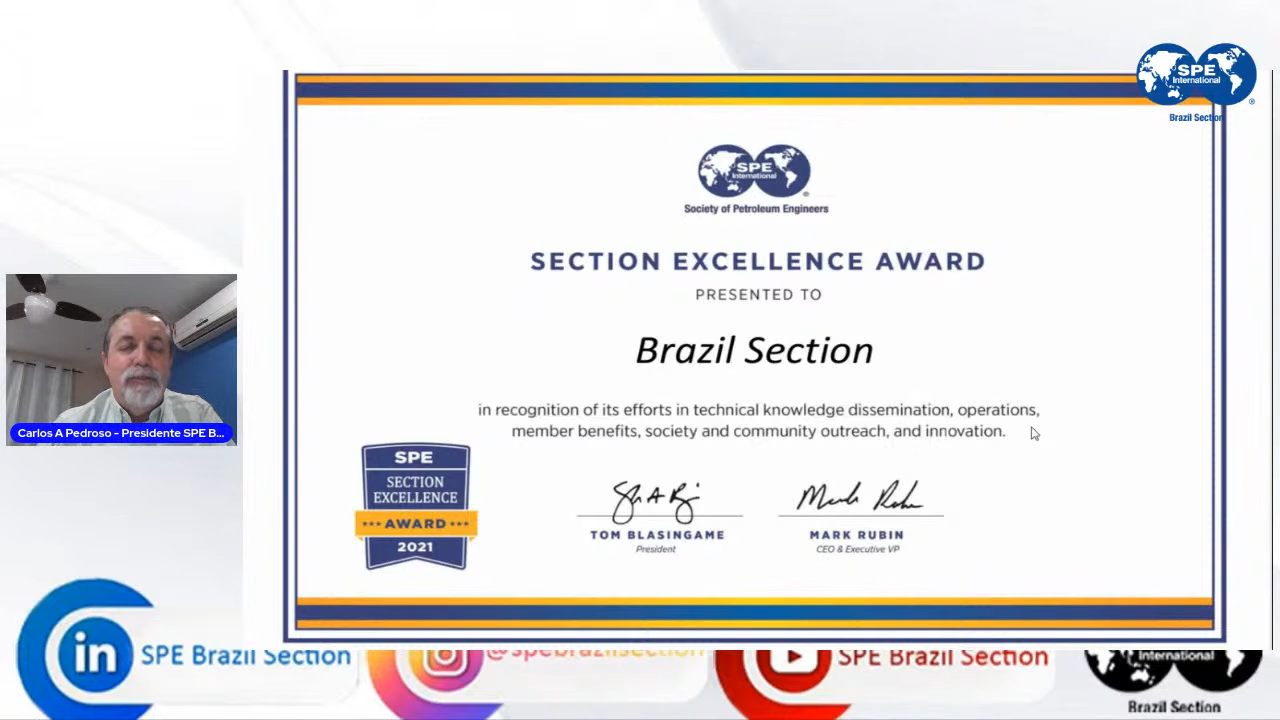 SPE
International
Brazil Section
SPE
International
Society of Petroleum Engineers
SECTION EXCELLENCE AWARD
PRESENTED TO
Brazil Section
in recognition of its efforts in technical knowledge dissemination, operations,
member benefits, society and community outreach, and innovation.
Carlos A Pedroso - Presidente SPE B...
SPE
SECTION
EXCELLENCE
AWARD
2021
TOM BLASINGAME
President
MARK RUBIN
CEO & Executive VP
in
SPE Brazil Section
@spebrazilsection
SPE Brazil Section
International
Brazil Section